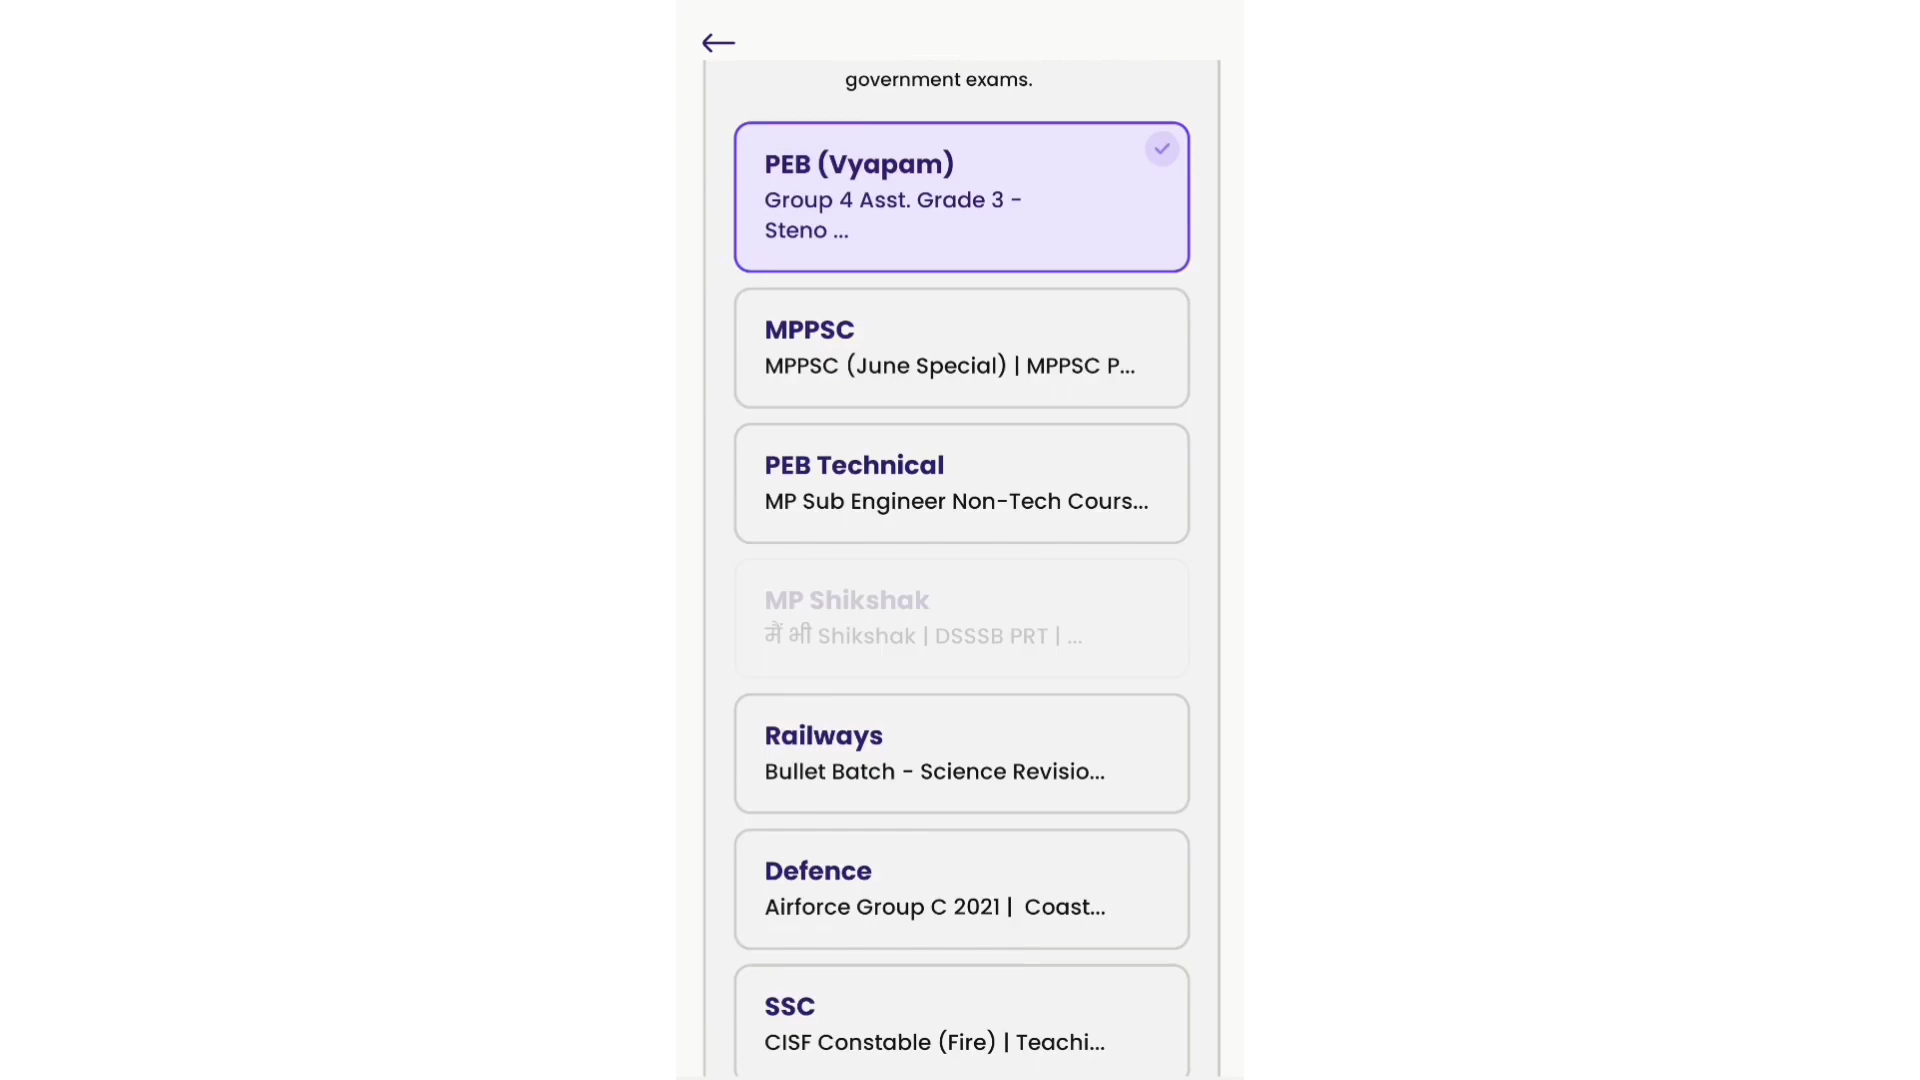 government exams.
PEB (Vyapam)
Group 4 Asst. Grade 3 -
Steno ...
MPPSC
MPPSC (June Special) | MPPSC P...
PEB Technical
MP Sub Engineer Non-Tech Cours...
MP Shikshak
मैं भी Shikshak | DSSSB PRT | ...
Railways
Bullet Batch - Science Revisio...
Defence
Airforce Group C 2021 |  Coast...
SSC
CISF Constable (Fire) | Teachi...